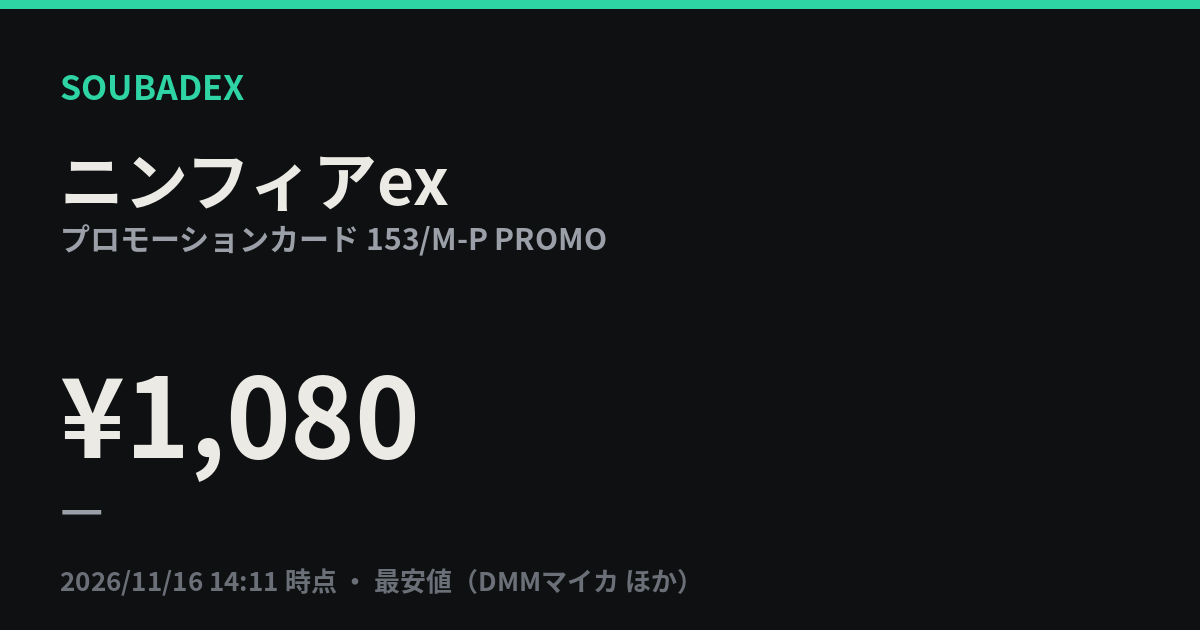 SOUBADEX
ニンフィアex
プロモーションカード 153/M-P PROMO
¥1,080
—
2026/11/16 14:11 時点 ・ 最安値（DMMマイカ ほか）